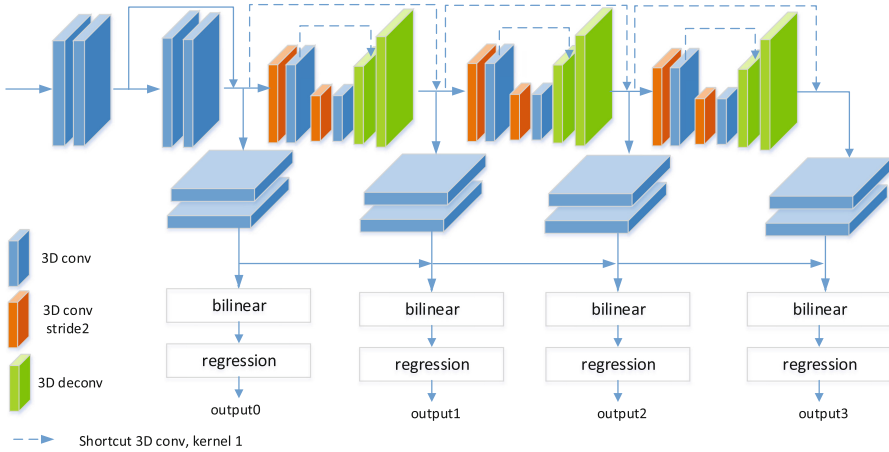 3D conv
3D conv
stride2
3D deconv
bilinear
bilinear
bilinear
bilinear
regression
regression
regression
regression
output0
output1
output2
output3
Shortcut 3D conv, kernel 1